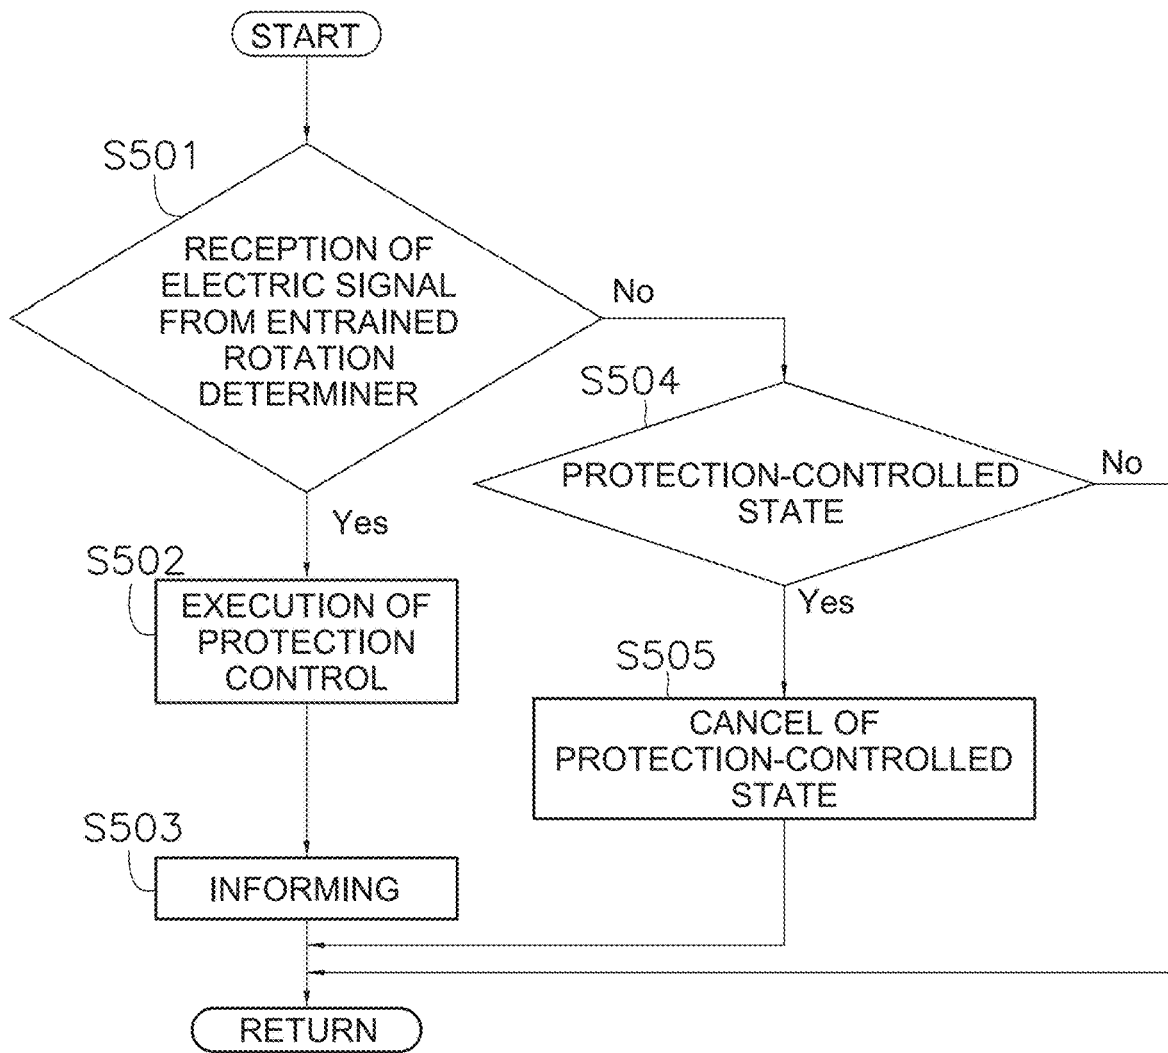 START
S501
RECEPTION OF
ELECTRIC SIGNAL
FROM ENTRAINED
ROTATION
DETERMINER
No
Yes
S504
PROTECTION-CONTROLLED
STATE
No
Yes
S502
EXECUTION OF
PROTECTION
CONTROL
S505
CANCEL OF
PROTECTION-CONTROLLED
STATE
S503
INFORMING
RETURN